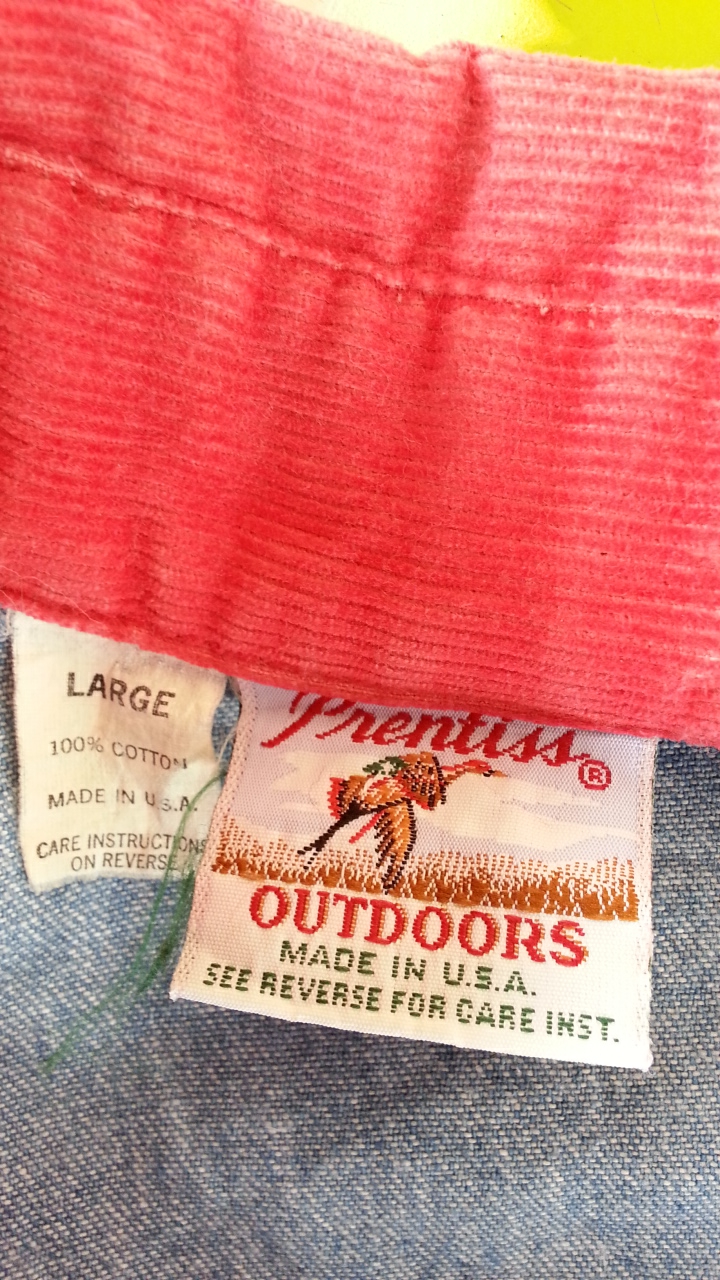 LARGE
100% COTTON
MADE IN U.S.A.
CARE INSTRUCTIONS
ON REVERSE
Prentiss®
OUTDOORS
MADE IN U.S.A.
SEE REVERSE FOR CARE INST.